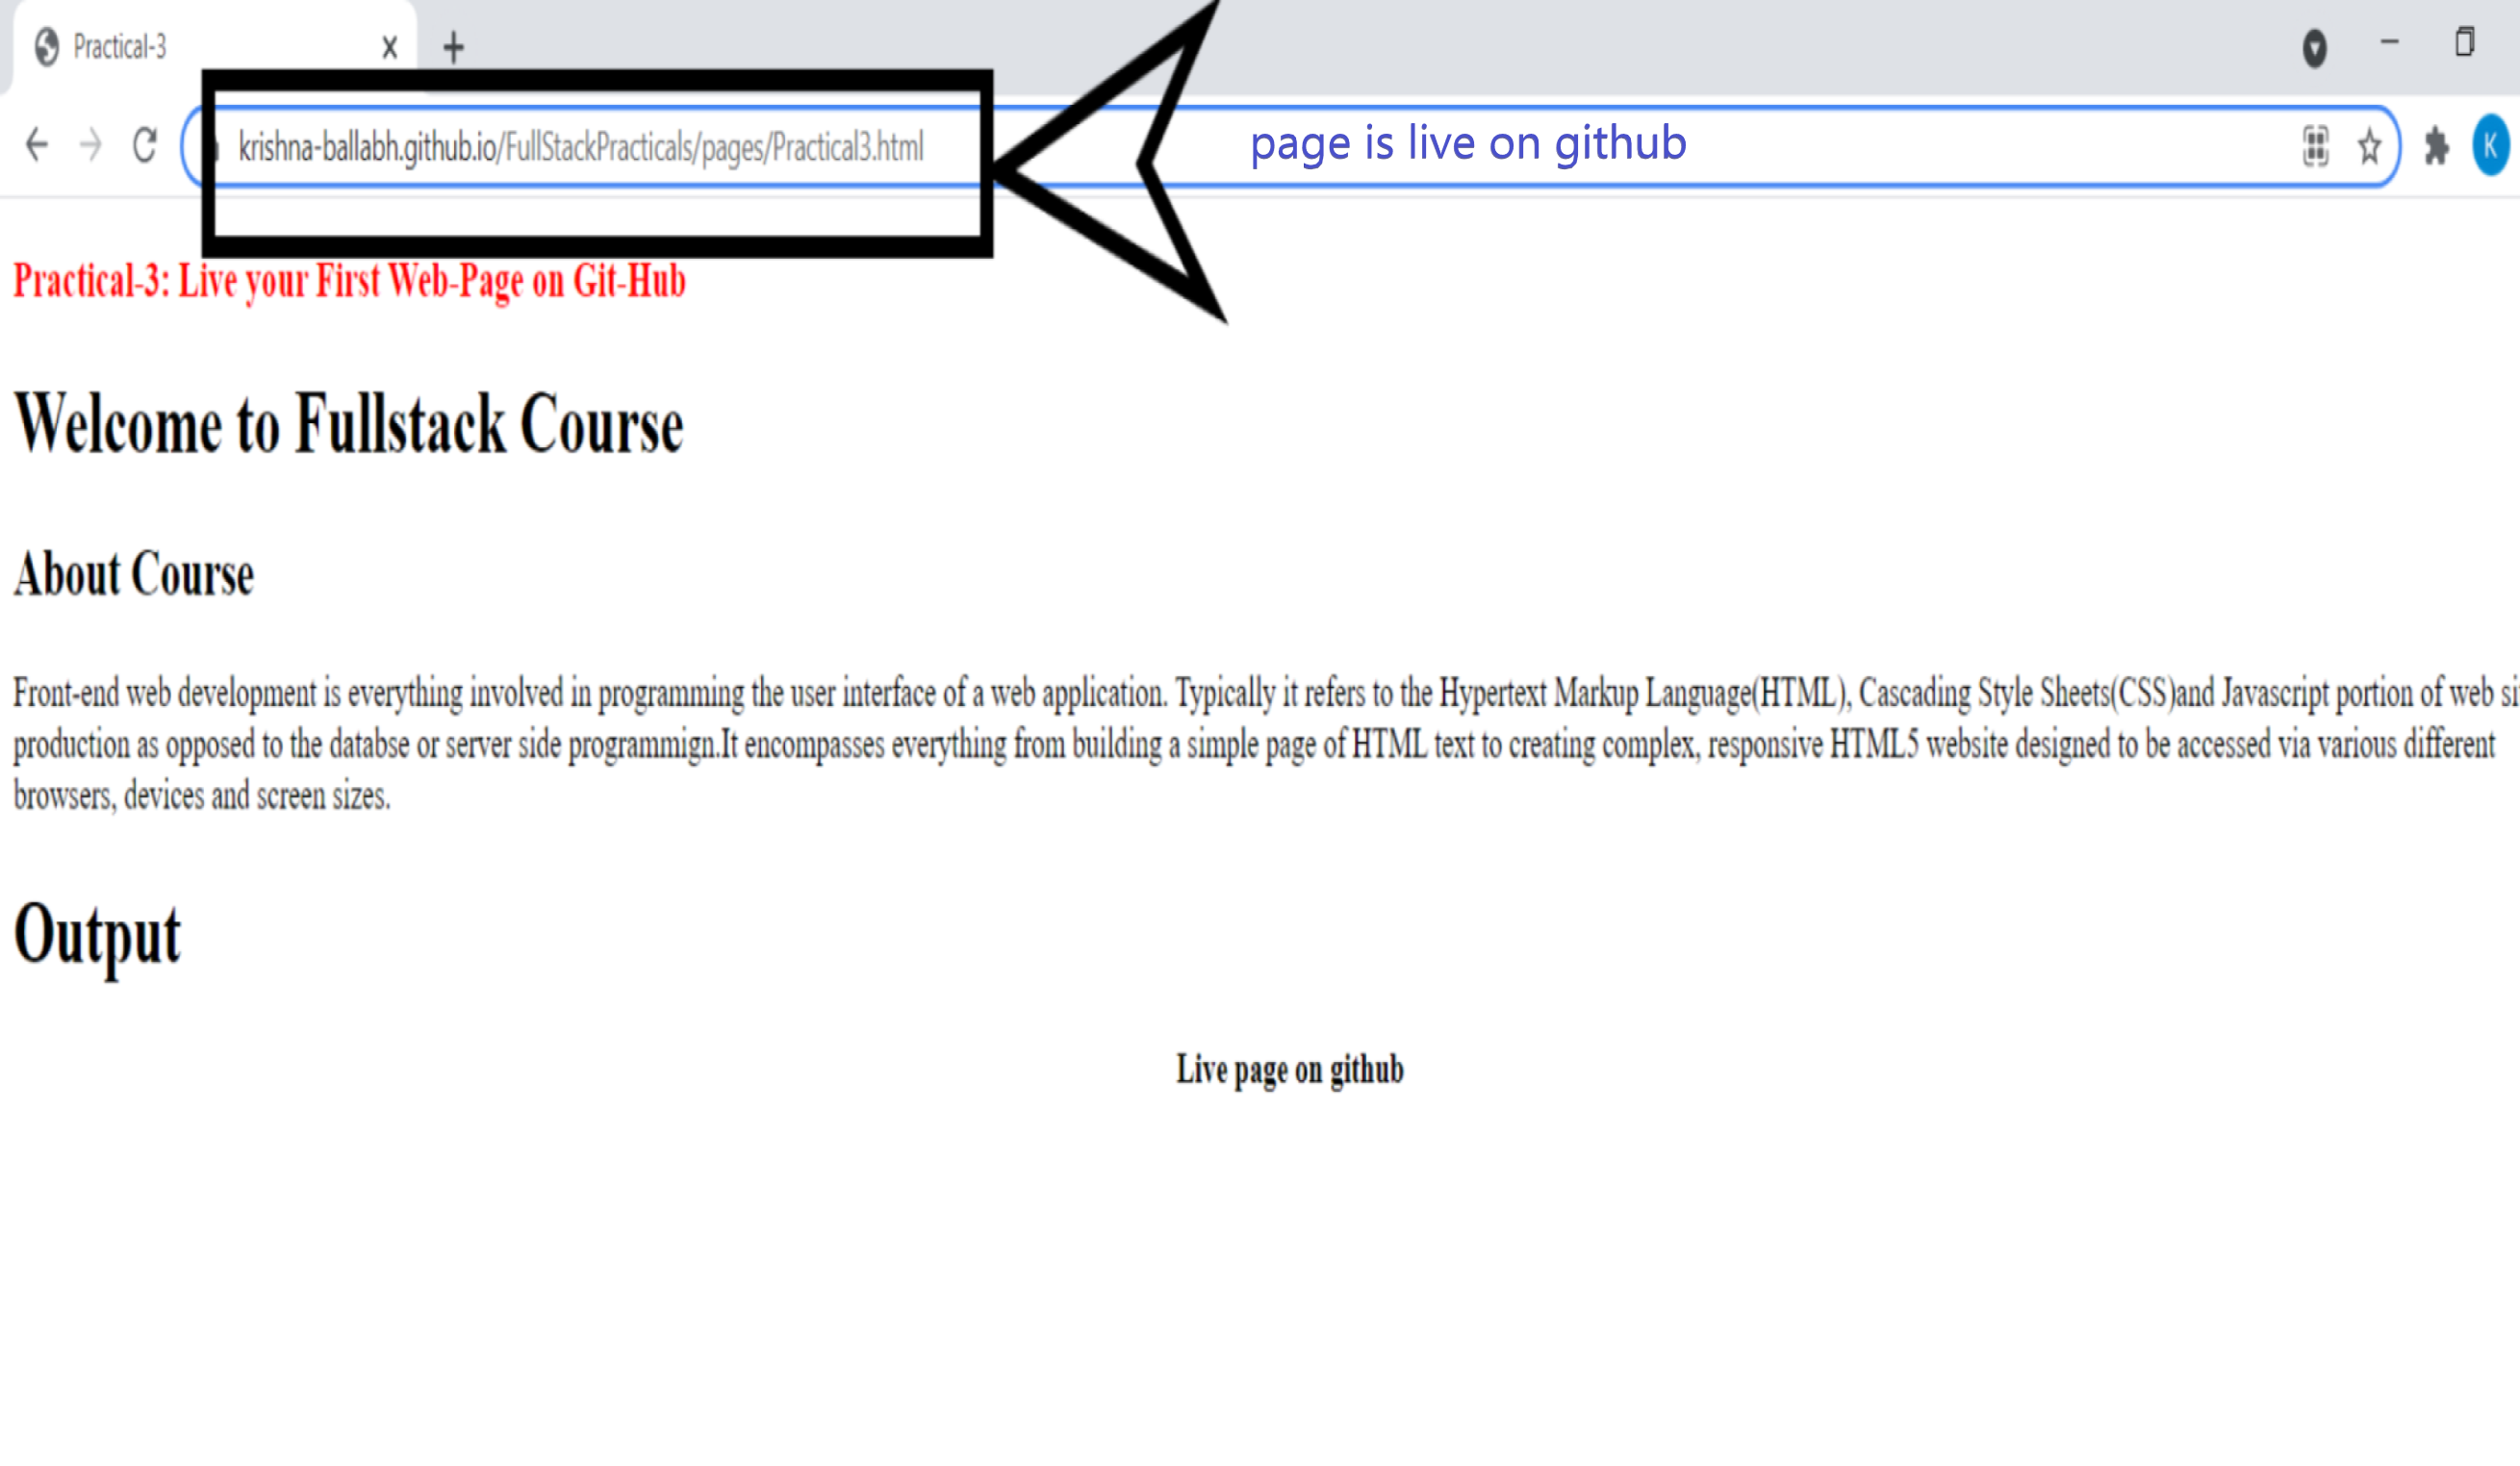 Practical-3
krishna-ballabh.github.io/FullStackPracticals/pages/Practical3.html
page is live on github
K
Practical-3: Live your First Web-Page on Git-Hub
Welcome to Fullstack Course
About Course
Front-end web development is everything involved in programming the user interface of a web application. Typically it refers to the Hypertext Markup Language(HTML), Cascading Style Sheets(CSS)and Javascript portion of web si
production as opposed to the databse or server side programmign.It encompasses everything from building a simple page of HTML text to creating complex, responsive HTML5 website designed to be accessed via various different
browsers, devices and screen sizes.
Output
Live page on github